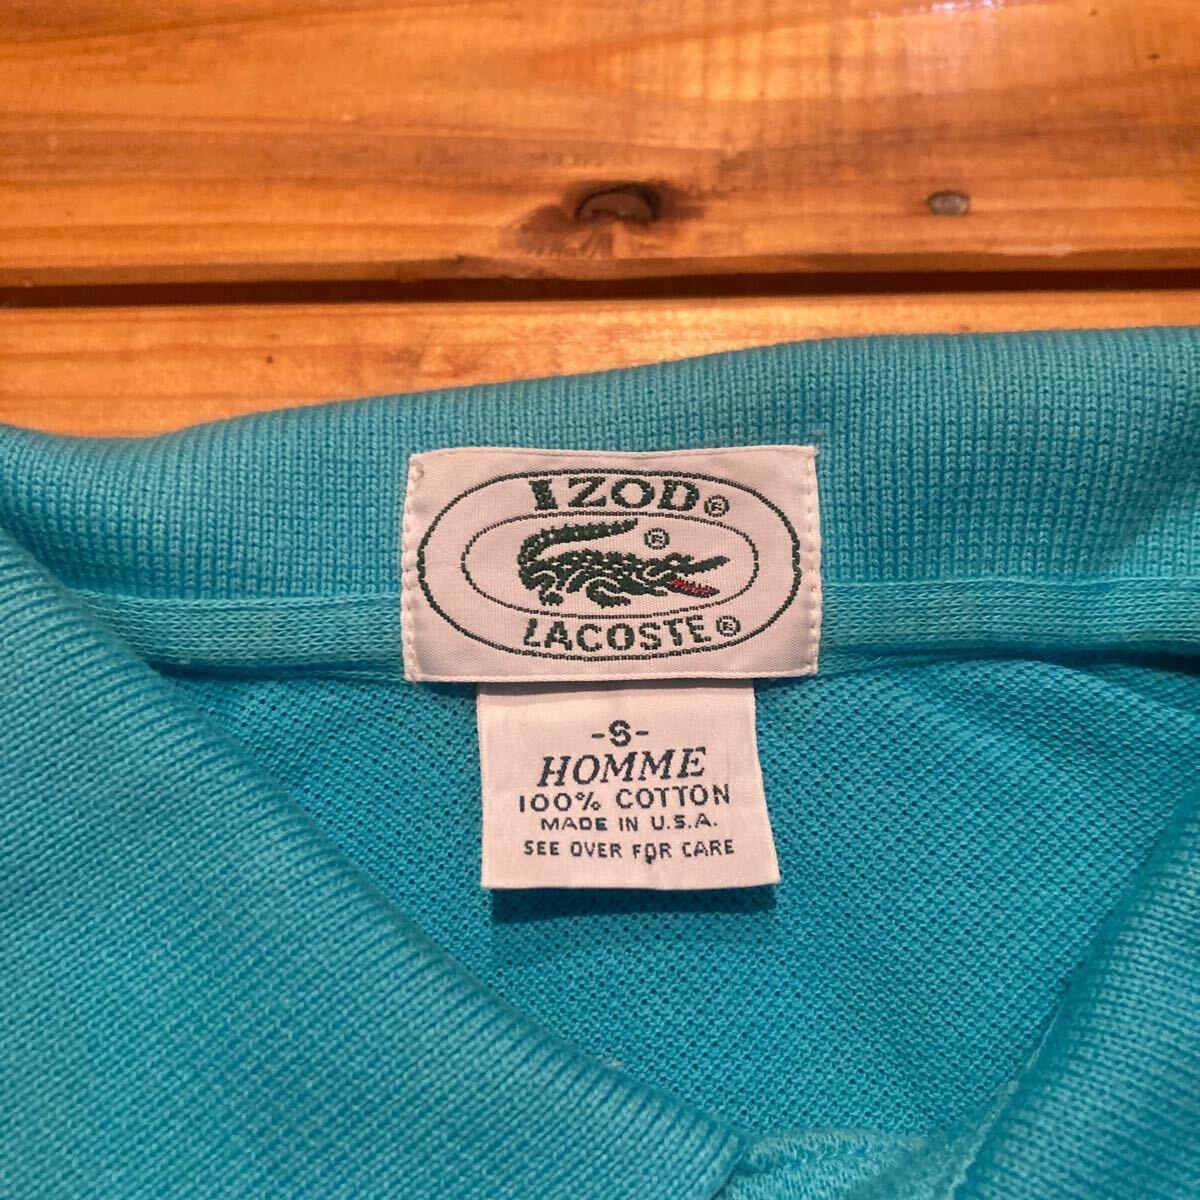 IZOD®
®
LACOSTE®
-S-
HOMME
100% COTTON
MADE IN U.S.A.
SEE OVER FOR CARE